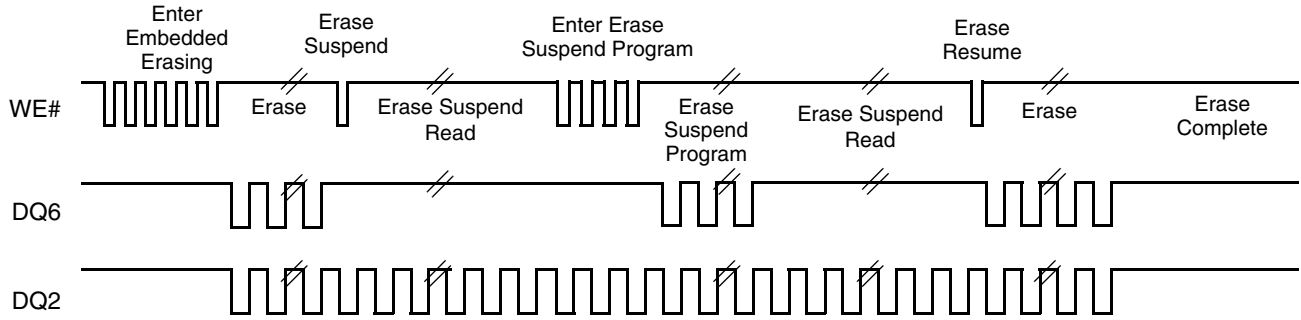 Enter
Embedded
Erasing
Erase
Suspend
Enter Erase
Suspend Program
Erase
Resume
WE#
Erase
Erase Suspend
Read
Erase
Suspend
Program
Erase Suspend
Read
Erase
Erase
Complete
DQ6
DQ2